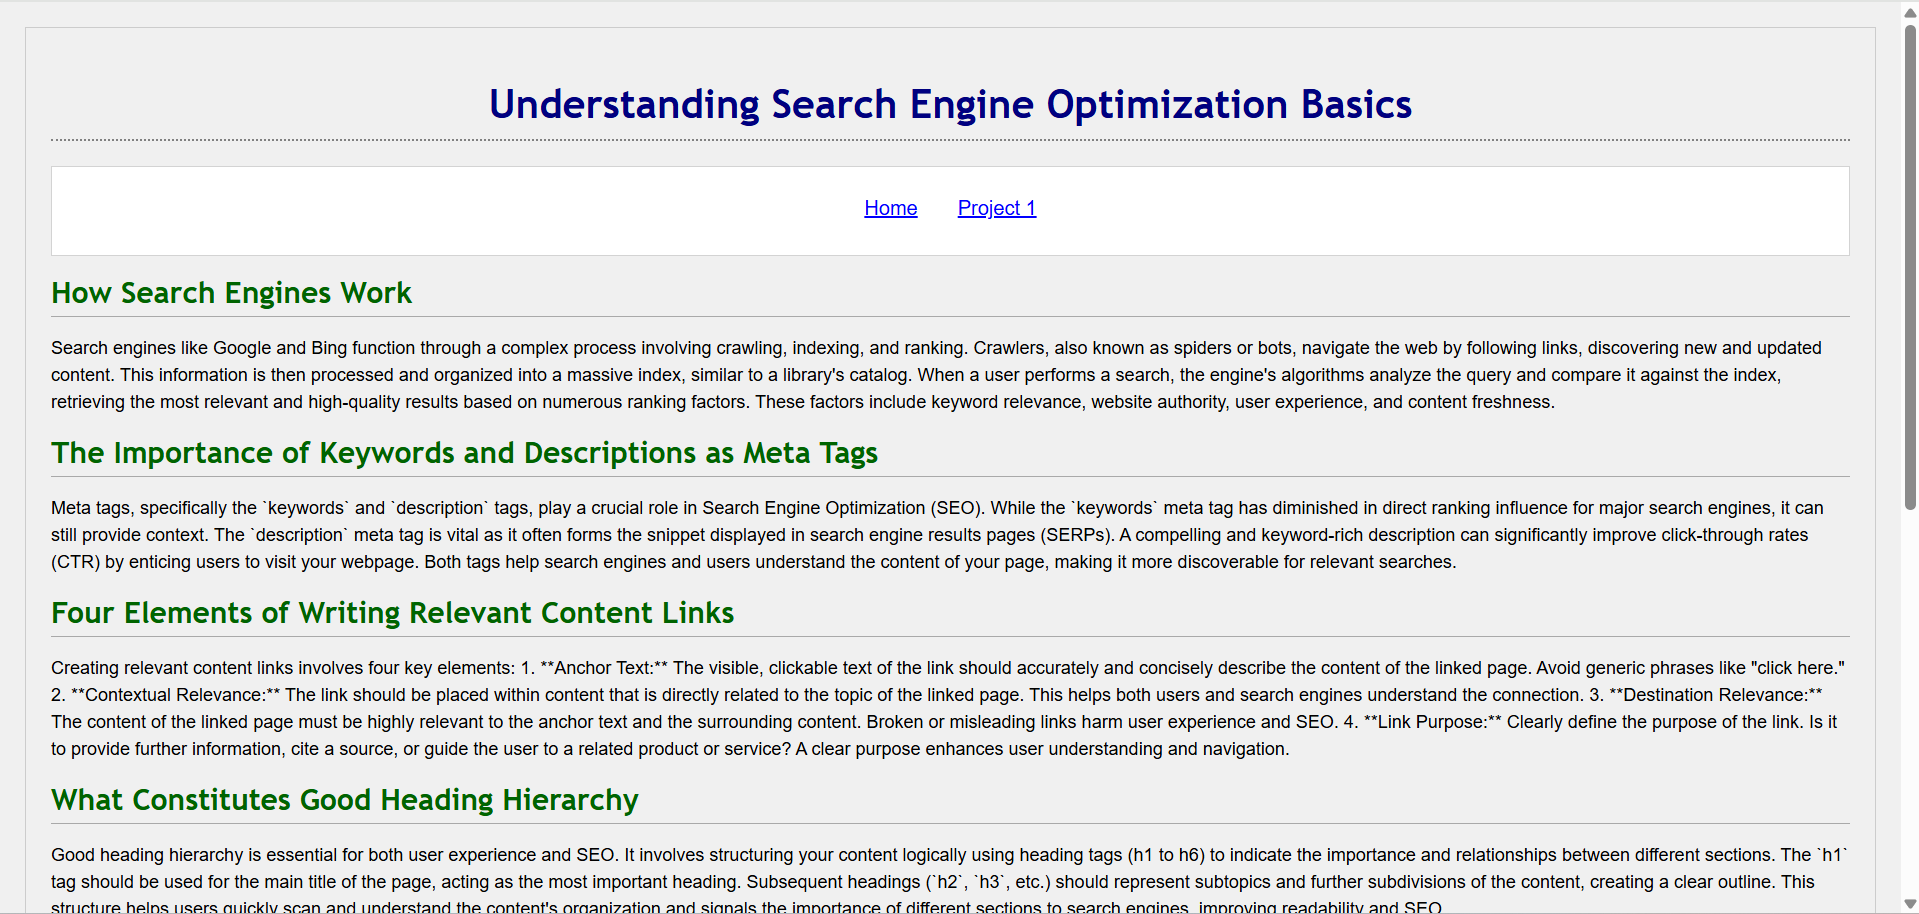 Understanding Search Engine Optimization Basics
Home Project 1
How Search Engines Work
Search engines like Google and Bing function through a complex process involving crawling, indexing, and ranking. Crawlers, also known as spiders or bots, navigate the web by following links, discovering new and updated
content. This information is then processed and organized into a massive index, similar to a library's catalog. When a user performs a search, the engine's algorithms analyze the query and compare it against the index,
retrieving the most relevant and high-quality results based on numerous ranking factors. These factors include keyword relevance, website authority, user experience, and content freshness.
The Importance of Keywords and Descriptions as Meta Tags
Meta tags, specifically the `keywords` and `description` tags, play a crucial role in Search Engine Optimization (SEO). While the `keywords` meta tag has diminished in direct ranking influence for major search engines, it can
still provide context. The `description` meta tag is vital as it often forms the snippet displayed in search engine results pages (SERPs). A compelling and keyword-rich description can significantly improve click-through rates
(CTR) by enticing users to visit your webpage. Both tags help search engines and users understand the content of your page, making it more discoverable for relevant searches.
Four Elements of Writing Relevant Content Links
Creating relevant content links involves four key elements: 1. **Anchor Text:** The visible, clickable text of the link should accurately and concisely describe the content of the linked page. Avoid generic phrases like "click here."
2. **Contextual Relevance:** The link should be placed within content that is directly related to the topic of the linked page. This helps both users and search engines understand the connection. 3. **Destination Relevance:**
The content of the linked page must be highly relevant to the anchor text and the surrounding content. Broken or misleading links harm user experience and SEO. 4. **Link Purpose:** Clearly define the purpose of the link. Is it
to provide further information, cite a source, or guide the user to a related product or service? A clear purpose enhances user understanding and navigation.
What Constitutes Good Heading Hierarchy
Good heading hierarchy is essential for both user experience and SEO. It involves structuring your content logically using heading tags (h1 to h6) to indicate the importance and relationships between different sections. The `h1`
tag should be used for the main title of the page, acting as the most important heading. Subsequent headings (`h2`, `h3`, etc.) should represent subtopics and further subdivisions of the content, creating a clear outline. This
structure helps users quickly scan and understand the content's organization and signals the importance of different sections to search engines, improving readability and SEO.